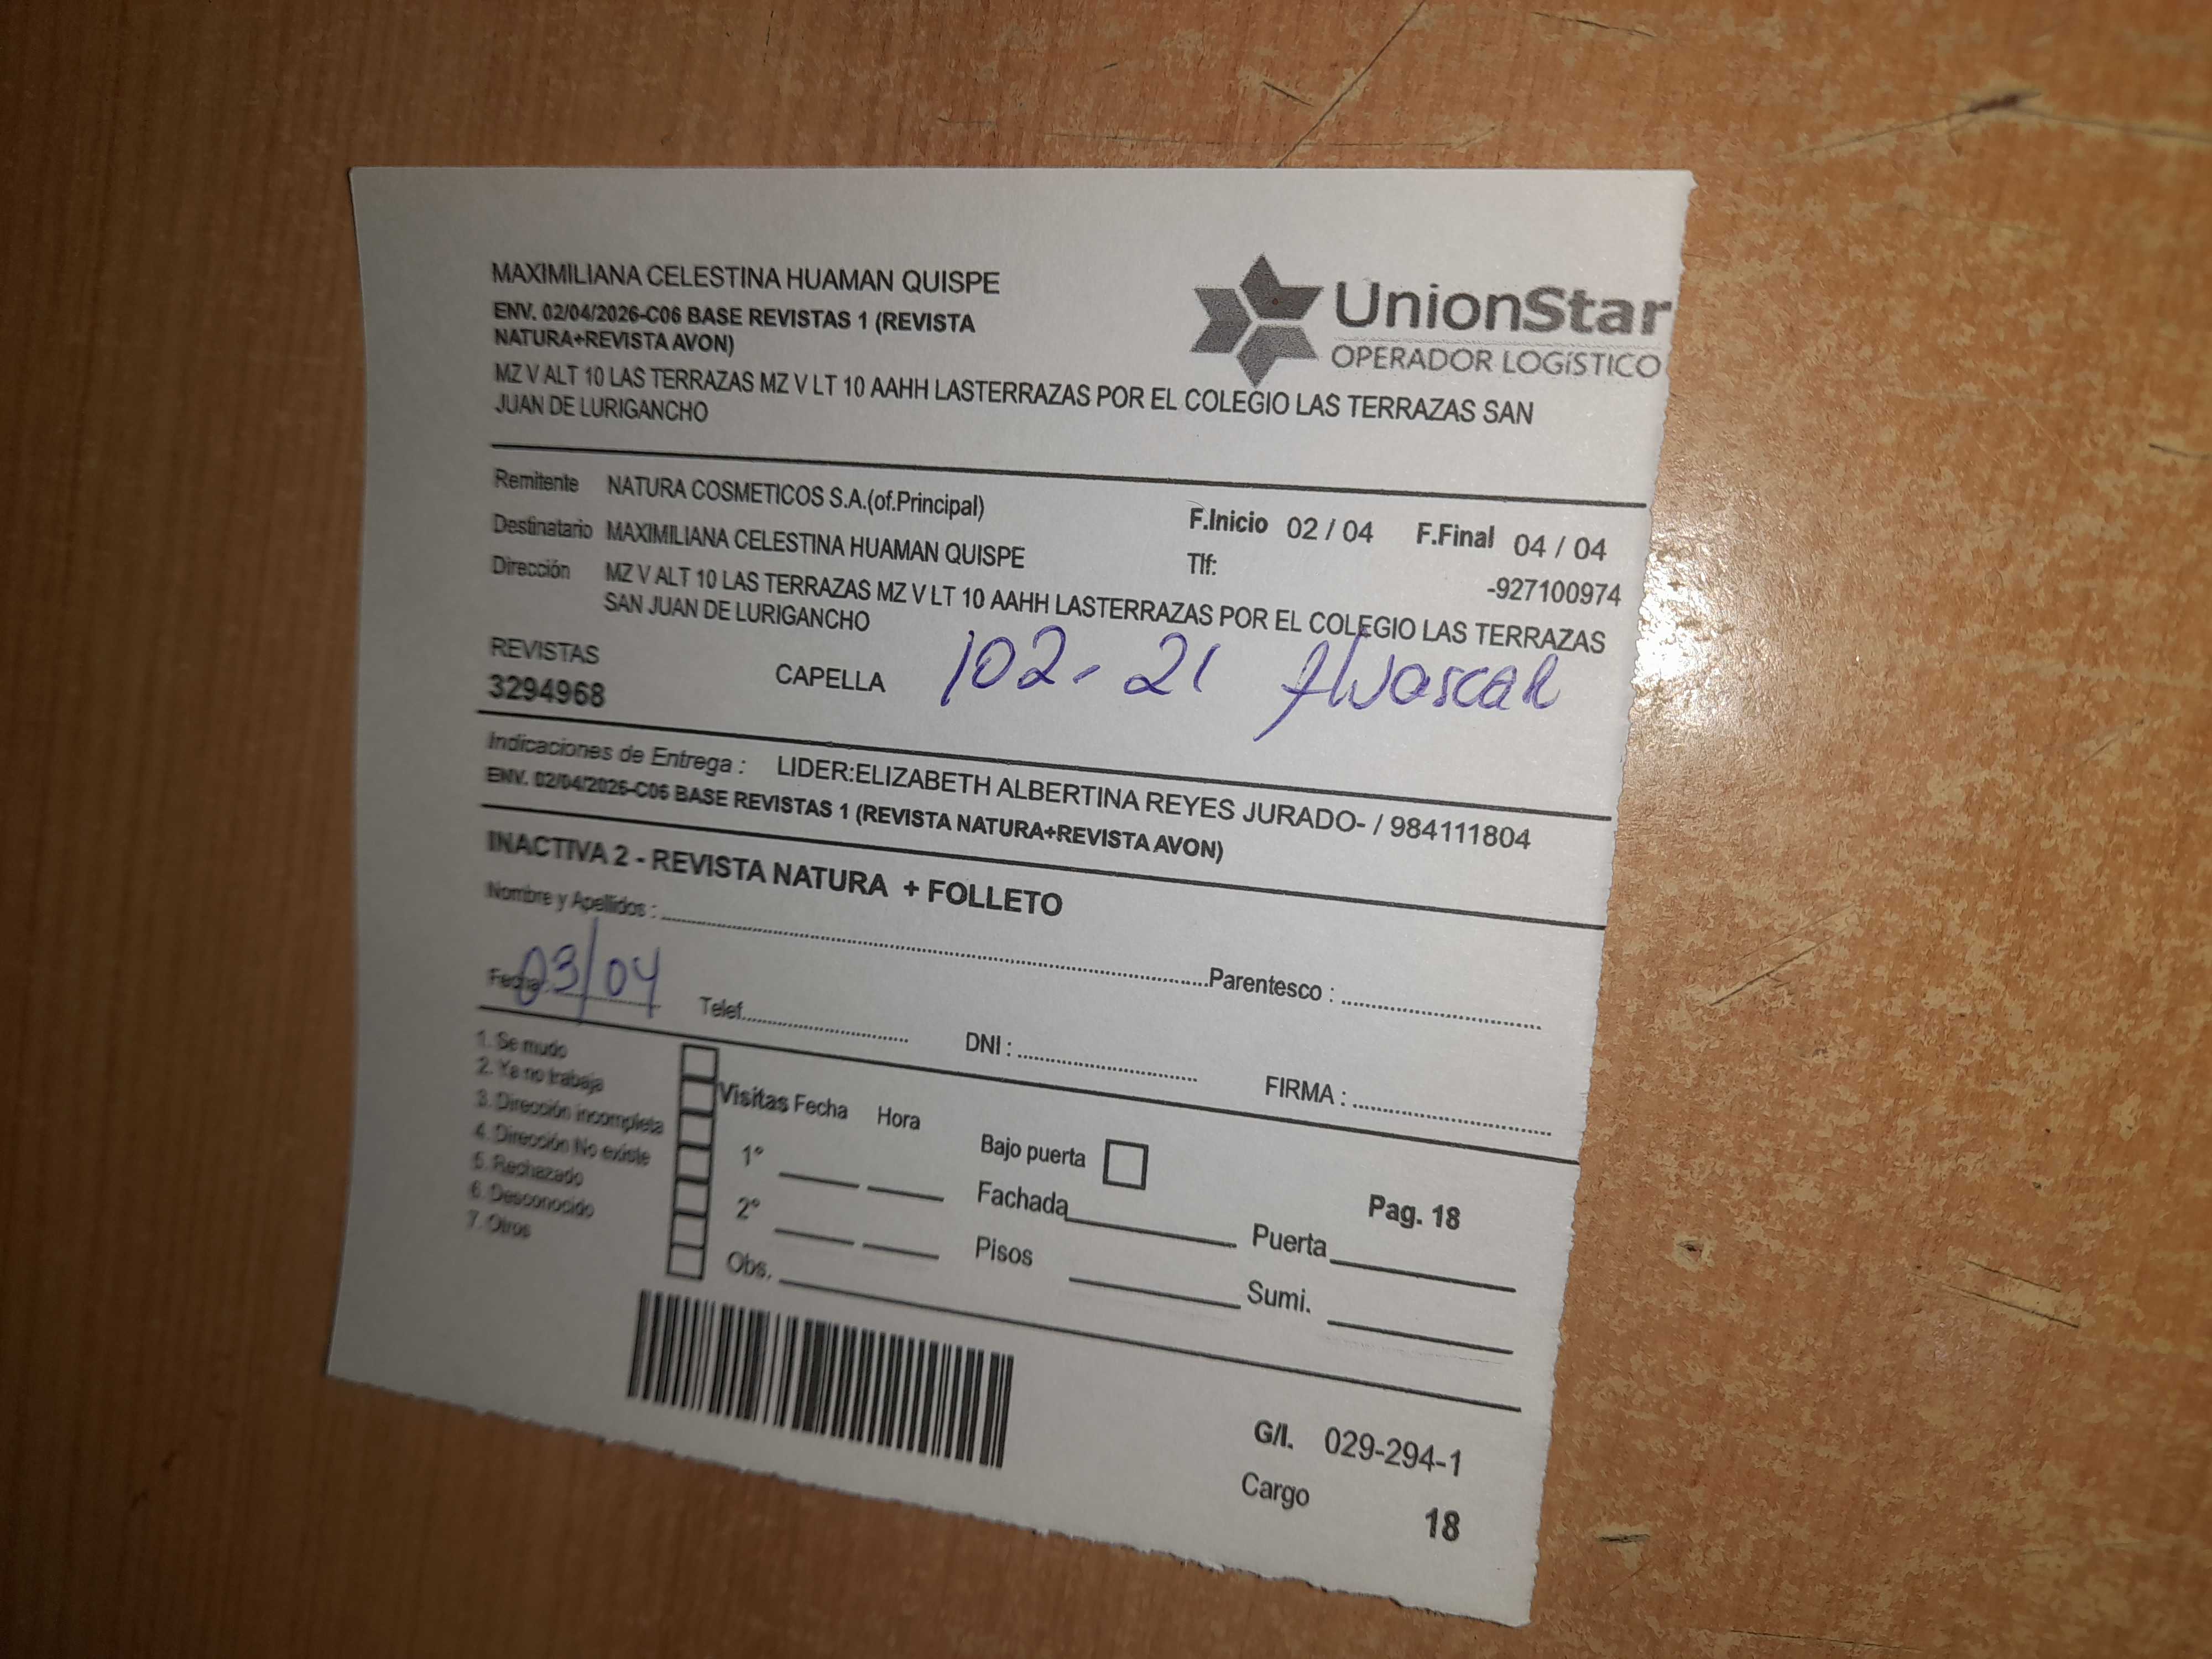 MAXIMILIANA CELESTINA HUAMAN QUISPE
ENV. 02/04/2026-C06 BASE REVISTAS 1 (REVISTA
NATURA+REVISTA AVON)
UnionStar
OPERADOR LOGÍSTICO
MZ V ALT 10 LAS TERRAZAS MZ V LT 10 AAHH LASTERRAZAS POR EL COLEGIO LAS TERRAZAS SAN
JUAN DE LURIGANCHO
Remitente NATURA COSMETICOS S.A.(of.Principal)
F.Inicio 02 / 04 F.Final 04 / 04
Destinatario MAXIMILIANA CELESTINA HUAMAN QUISPE
Tlf: -927100974
Dirección MZ V ALT 10 LAS TERRAZAS MZ V LT 10 AAHH LASTERRAZAS POR EL COLEGIO LAS TERRAZAS
SAN JUAN DE LURIGANCHO
REVISTAS
3294968
CAPELLA 102-21
Indicaciones de Entrega : LIDER:ELIZABETH ALBERTINA REYES JURADO- / 984111804
ENV. 02/04/2026-C06 BASE REVISTAS 1 (REVISTA NATURA+REVISTA AVON)
INACTIVA 2 - REVISTA NATURA + FOLLETO
Nombre y Apellidos : Parentesco :
Fecha: 03/04 Telef. DNI : FIRMA :
1. Se mudo
2. Ya no trabaja
3. Dirección incompleta
4. Dirección No existe
5. Rechazado
6. Desconocido
7. Otros
Visitas Fecha Hora
1°
2°
Obs.
Bajo puerta
Fachada
Pisos
Pag. 18
Puerta
Sumi.
G/I. 029-294-1
Cargo 18